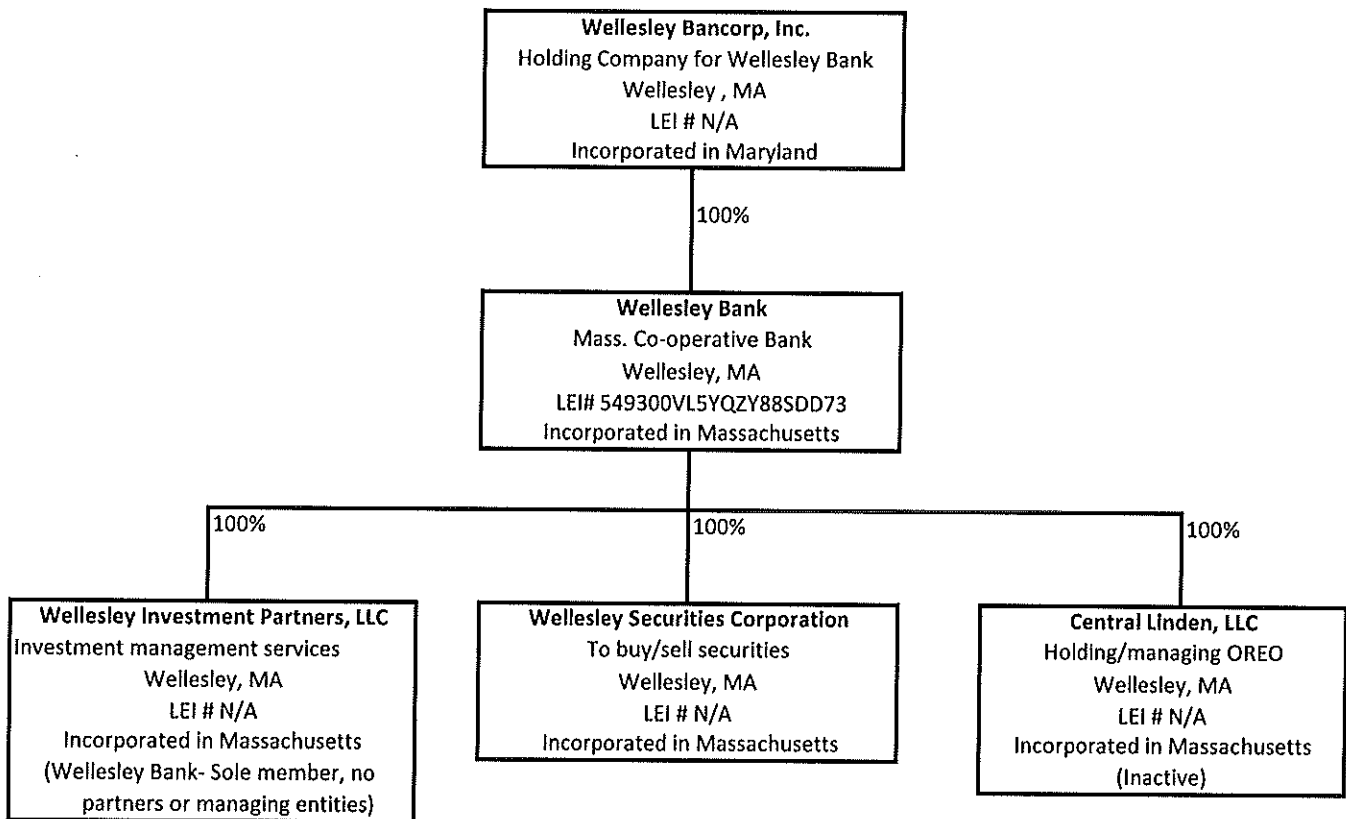 Wellesley Bancorp, Inc.
Holding Company for Wellesley Bank
Wellesley , MA
LEI # N/A
Incorporated in Maryland
100%
Wellesley Bank
Mass. Co-operative Bank
Wellesley, MA
LEI# 549300VL5YQZY88SDD73
Incorporated in Massachusetts
100%
100%
100%
Wellesley Investment Partners, LLC
Investment management services
Wellesley, MA
LEI # N/A
Incorporated in Massachusetts
(Wellesley Bank- Sole member, no
partners or managing entities)
Wellesley Securities Corporation
To buy/sell securities
Wellesley, MA
LEI # N/A
Incorporated in Massachusetts
Central Linden, LLC
Holding/managing OREO
Wellesley, MA
LEI # N/A
Incorporated in Massachusetts
(Inactive)